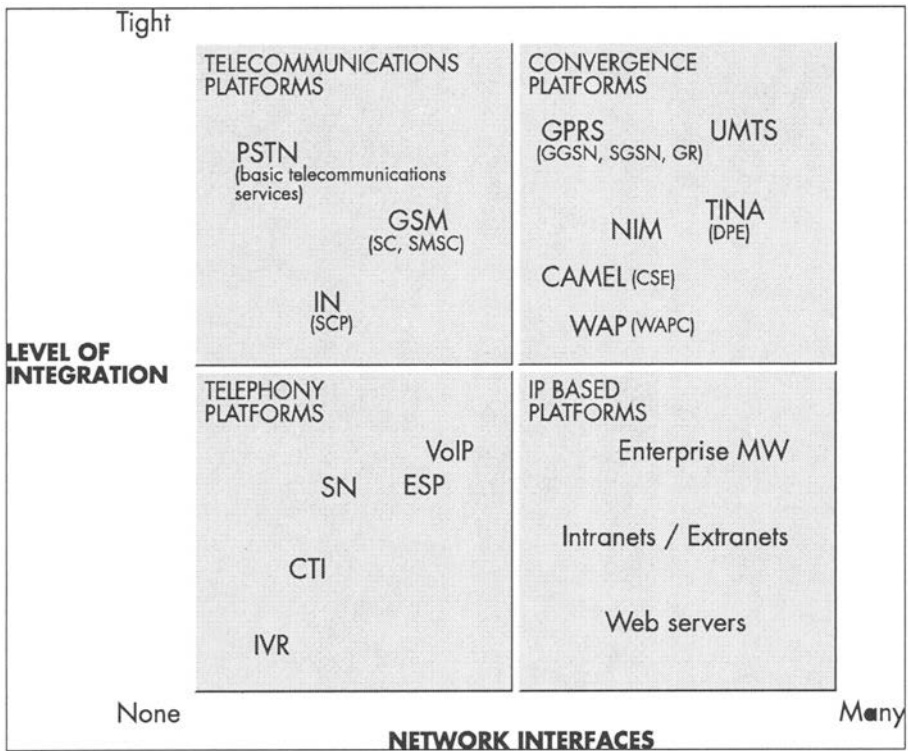 Tight
TELECOMMUNICATIONS
PLATFORMS
PSTN
(basic telecommunications
services)
GSM
(SC, SMSC)
IN
(SCP)
CONVERGENCE
PLATFORMS
GPRS
(GGSN, SGSN, GR)
UMTS
NIM
TINA
(DPE)
CAMEL (CSE)
WAP (WAPC)
LEVEL OF
INTEGRATION
TELEPHONY
PLATFORMS
VoIP
SN
ESP
CTI
IVR
IP BASED
PLATFORMS
Enterprise MW
Intranets / Extranets
Web servers
None
Many
NETWORK INTERFACES